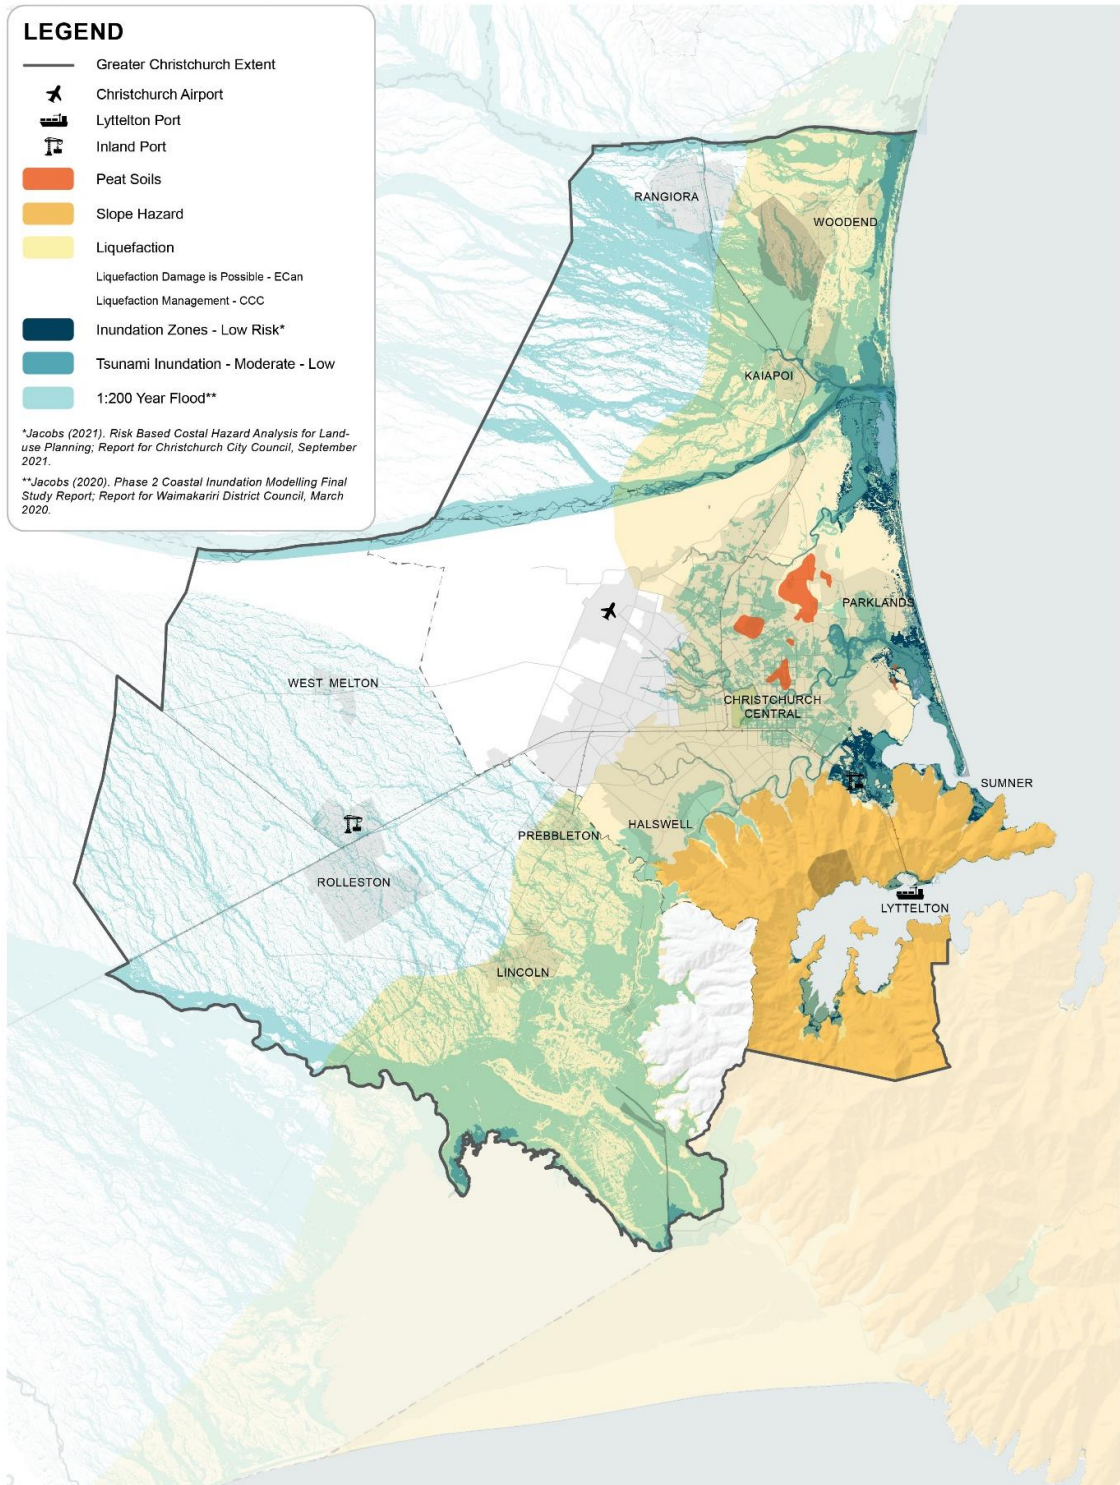 LEGEND
Greater Christchurch Extent
Christchurch Airport
Lyttelton Port
Inland Port
Peat Soils
Slope Hazard
Liquefaction
Liquefaction Damage is Possible - ECan
Liquefaction Management - CCC
Inundation Zones - Low Risk*
Tsunami Inundation - Moderate - Low
1:200 Year Flood**
*Jacobs (2021). Risk Based Costal Hazard Analysis for Land-
use Planning; Report for Christchurch City Council, September
2021.
**Jacobs (2020). Phase 2 Coastal Inundation Modelling Final
Study Report; Report for Waimakariri District Council, March
2020.
RANGIORA
WOODEND
KAIAPOI
PARKLANDS
WEST MELTON
CHRISTCHURCH
CENTRAL
SUMNER
HALSWELL
PREBBLETON
ROLLESTON
LYTTELTON
LINCOLN